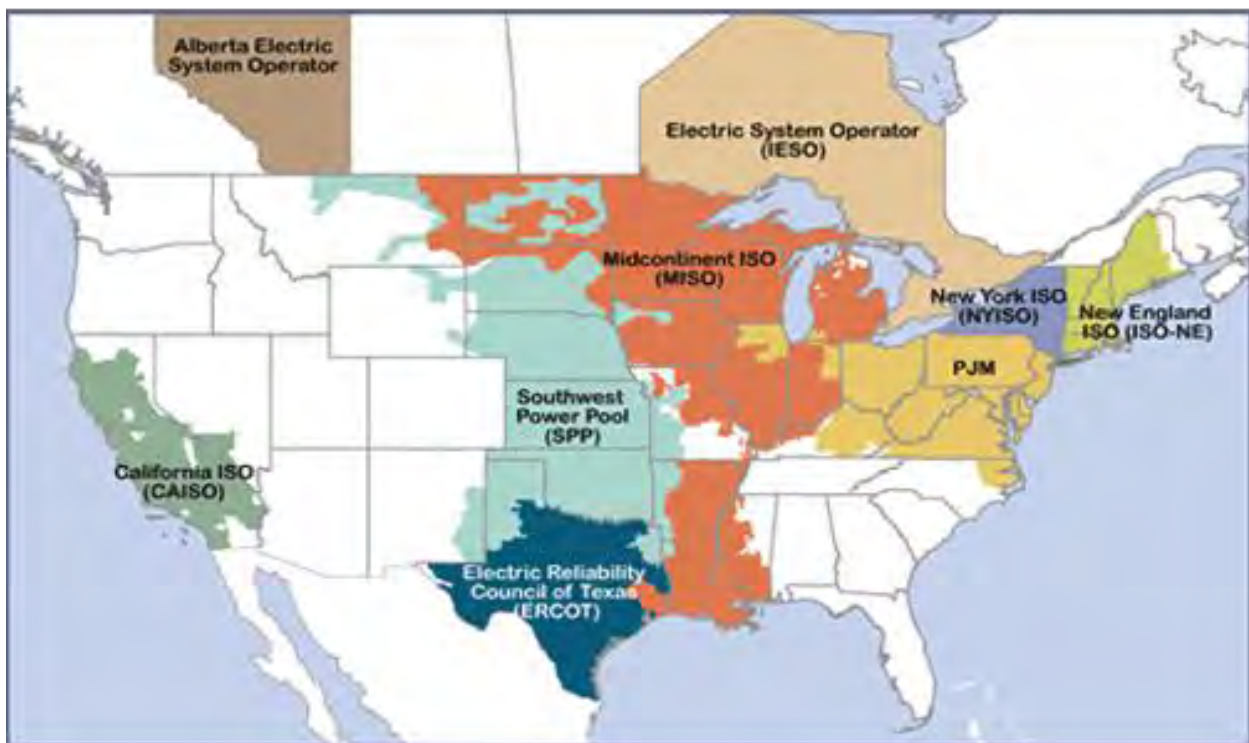 Alberta Electric
System Operator
Electric System Operator
(IESO)
Midcontinent ISO
(MISO)
New York ISO
(NYISO)
New England
ISO (ISO-NE)
PJM
Southwest
Power Pool
(SPP)
California ISO
(CAISO)
Electric Reliability
Council of Texas
(ERCOT)